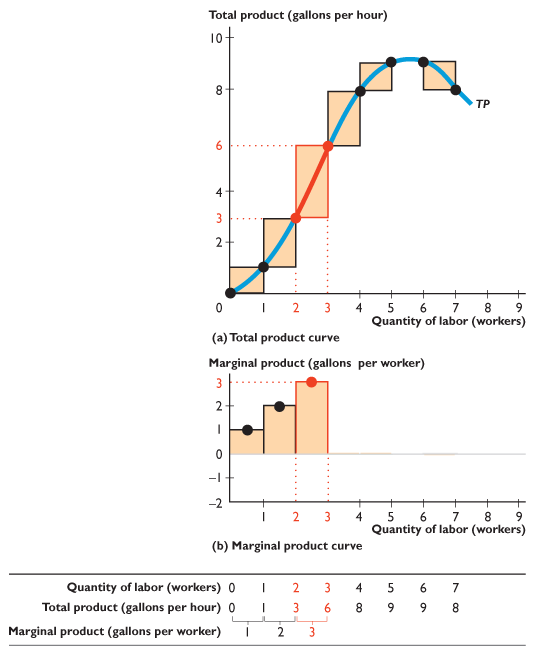 Total product (gallons per hour)
10
8
6
4
3
2
TP
0 1 2 3 4 5 6 7 8 9
Quantity of labor (workers)
(a) Total product curve
Marginal product (gallons per worker)
3
2
1
0
–1
–2
1 2 3 4 5 6 7 8 9
Quantity of labor (workers)
(b) Marginal product curve
Quantity of labor (workers) 0 1 2 3 4 5 6 7
Total product (gallons per hour) 0 1 3 6 8 9 9 8
Marginal product (gallons per worker) 1 2 3